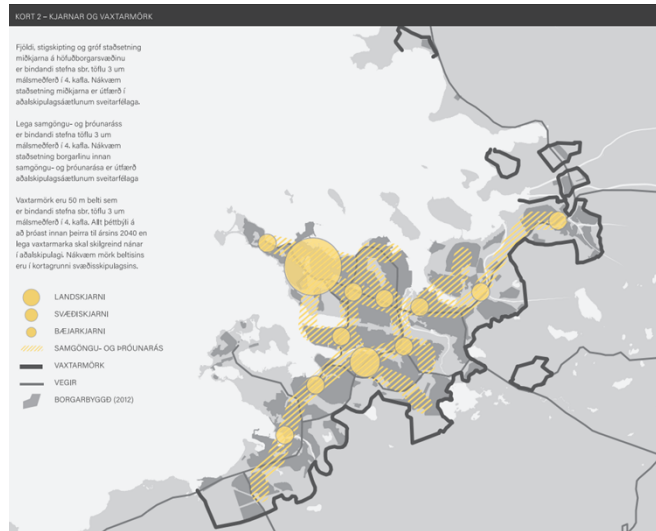 KORT 2 – KJARNAR OG VAXTARMÖRK
Fjöldi, stigskipting og gróf staðsetning
miðkjarna á höfuðborgarsvæðinu
er bindandi stefna sbr. töflu 3 um
málsmeðferð í 4. kafla. Nákvæm
staðsetning miðkjarna er útfærð í
aðalskipulagsáætlunum sveitarfélaga.
Lega samgöngu- og þróunaráss
er bindandi stefna töflu 3 um
málsmeðferð í 4. kafla. Nákvæm
staðsetning borgarlínu innan
samgöngu- og þróunarása er útfærð
aðalskipulagsáætlunum sveitarfélaga
Vaxtarmörk eru 50 m belti sem
er bindandi stefna sbr. töflu 3 um
málsmeðferð í 4. kafla. Allt þéttbýli á
að þróast innan þeirra til ársins 2040 en
lega vaxtarmarka skal skilgreind nánar
í aðalskipulagi. Nákvæm mörk beltisins
eru í kortagrunni svæðisskipulagsins.
LANDSKJARNI
SVÆÐISKJARNI
BÆJARKJARNI
SAMGÖNGU- OG ÞRÓUNARÁS
VAXTARMÖRK
VEGIR
BORGARBYGGÐ (2012)